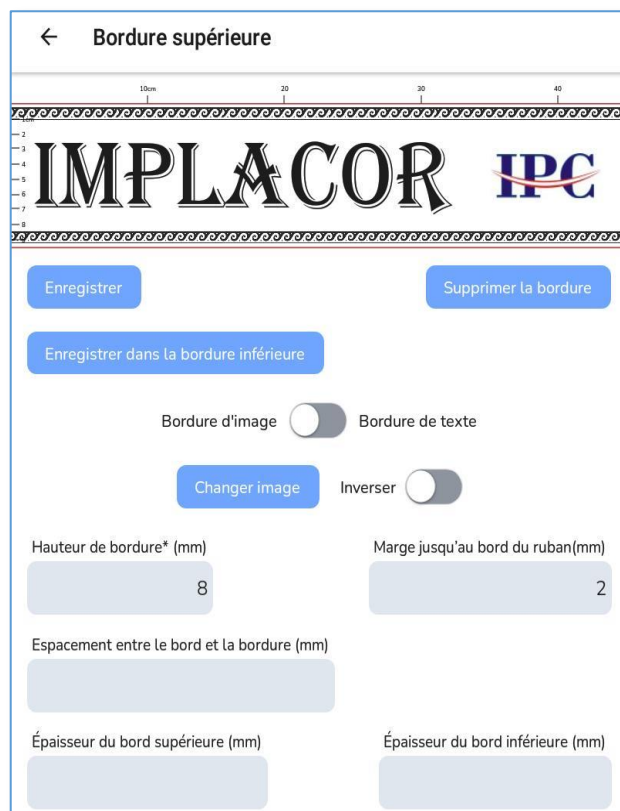 Bordure supérieure
10cm 20 30 40
1cm
2
3
4
5
6
7
8
9
IMPLACOR IPC
Enregistrer Supprimer la bordure
Enregistrer dans la bordure inférieure
Bordure d'image Bordure de texte
Changer image Inverser
Hauteur de bordure* (mm) Marge jusqu'au bord du ruban(mm)
8 2
Espacement entre le bord et la bordure (mm)
Épaisseur du bord supérieure (mm) Épaisseur du bord inférieure (mm)